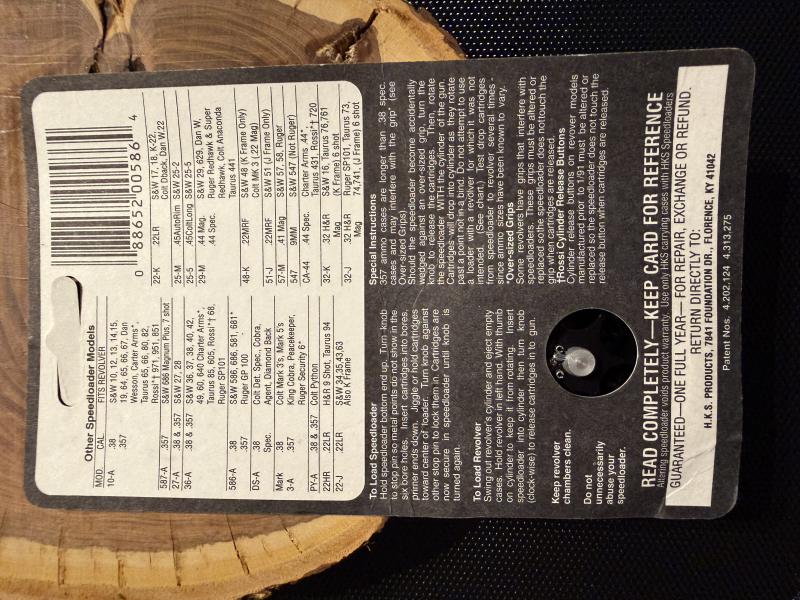 Other Speedloader Models
MOD. CAL. FITS REVOLVER
10-A .38 S&W 10, 12, 13, 14,15,
.357 19, 64, 65, 66, 67, Dan
Wesson, Carter Arms*,
Taurus 65, 66, 80, 82,
Rossi*† 971, 951, 851
587-A .357 S&W 686 Magnum Plus, 7 shot
27-A .38 & .357 S&W 27, 28
36-A .38 & .357 S&W 36, 37, 38, 40, 42,
49, 60, 640 Charter Arms*,
Taurus 85, 605, Rossi*† 68,
Ruger SP101
586-A .38 S&W 586, 686, 581, 681*
.357 Ruger GP 100
DS-A .38 Colt Det. Spec, Cobra,
Spec. Agent, Diamond Back
Mark .38 Colt Mark 3's, Mark 5's
3-A .357 King Cobra, Peacekeeper,
Ruger Security 6*
PY-A .38 & .357 Colt Python
22HR .22LR H&R 9 Shot, Taurus 94
22-J .22LR S&W 34,35,43,63
Also K Frame
0 88652 00586 4
22-K .22LR S&W 17, 18, K-22,
Colt Dback, Dan W.22
25-M .45AutoRim S&W 25-2
25-5 .45ColtLong S&W 25-5
29-M .44 Mag. S&W 29, 629, Dan W.
.44 Spec. Ruger Redhawk & Super
Redhawk, Colt Anaconda
Taurus 441
48-K .22MRF S&W 48 (K Frame Only)
Colt MK 3 (.22 Mag)
51-J .22MRF S&W 51 (J Frame Only)
57-M .41 Mag S&W 57, 58, Ruger
547 9MM S&W 547 (Not Ruger)
CA-44 .44 Spec. Charter Arms, .44*,
Taurus 431, Rossi*† 720
32-K .32 H&R S&W 16, Taurus 76,761
(K Frame) 6 shot
32-J .32 H&R Ruger SP101, Taurus 73,
74,741, (J Frame) 6 shot
To Load Speedloader
Hold speedloader bottom end up. Turn knob
to stop pin so metal points do not show in the
six bore holes. Insert cartridges into bores,
primer ends down. Jiggle or hold cartridges
toward center of loader. Turn knob against
other stop pin to lock them in. Cartridges are
now secure in speedloader until knob is
turned again.
To Load Revolver
Swing out revolver's cylinder and eject empty
cases. Hold revolver in left hand. With thumb
on cylinder to keep it from rotating. Insert
speedloader into cylinder then turn knob
(clock-wise) to release cartridges in to gun.
Keep revolver
chambers clean.
Do not
unnecessarily
abuse your
speedloader.
Special Instructions
357 ammo cases are longer than .38 spec.
cases and can interfere with the grip (see
Over-sized Grips)
Should the speedloader become accidentally
wedged against an over-sized grip, turn the
knob to release the cartridges. Then, rotate
the speedloader WITH the cylinder of the gun.
Cartridges will drop into cylinder as they rotate
past a point not in a bind. Do not attempt to use
a loader with a revolver for which it was not
intended. (See chart.) Test drop cartridges
from speedloader to revolver several times -
since ammo sizes have been known to vary.
*Over-sized Grips
Some revolvers have grips that interfere with
speedloaders. These grips must be altered or
replaced so the speedloader does not touch the
grip when cartridges are released.
†Rossi Cylinder Release Buttons
Cylinder release buttons on revover models
manufactured prior to 1/91 must be altered or
replaced so the speedloader does not touch the
release button when cartridges are released.
READ COMPLETELY—KEEP CARD FOR REFERENCE
Altering speedloader voids product warranty. Use only HKS carrying cases with HKS Speedloaders
GUARANTEED—ONE FULL YEAR— FOR REPAIR, EXCHANGE OR REFUND.
RETURN DIRECTLY TO:
H.K.S. PRODUCTS, 7841 FOUNDATION DR., FLORENCE, KY 41042
Patent Nos. 4.202,124 4.313,275